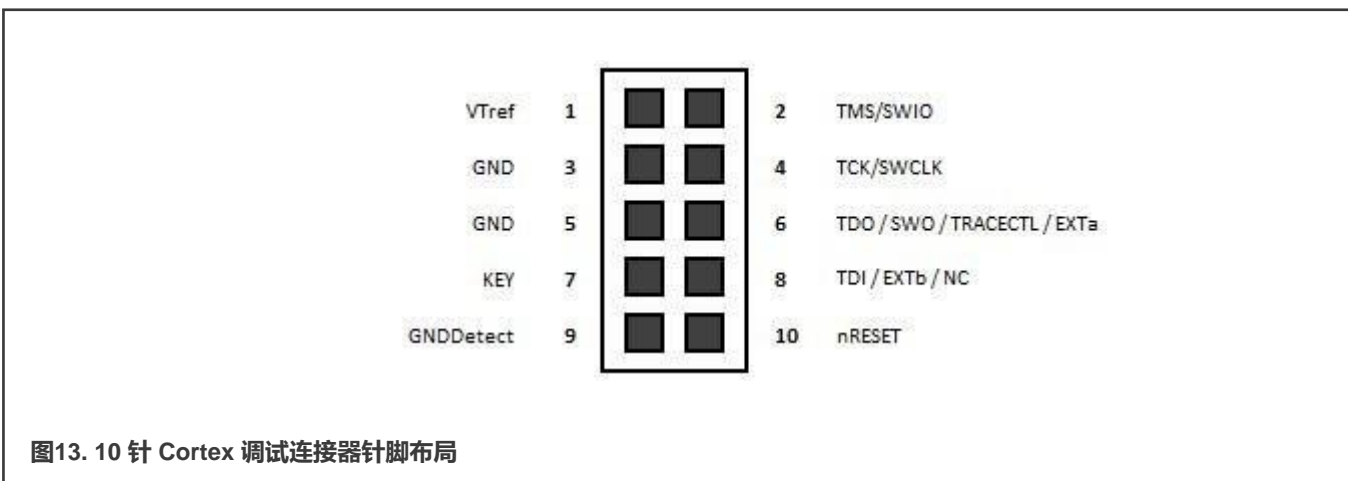 VTref 1 2 TMS/SWIO
GND 3 4 TCK/SWCLK
GND 5 6 TDO / SWO / TRACECTL / EXTa
KEY 7 8 TDI / EXTb / NC
GNDDetect 9 10 nRESET
图13. 10 针 Cortex 调试连接器针脚布局